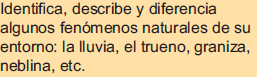 Identifica, describe y diferencia
algunos fenómenos naturales de su
entorno: la lluvia, el trueno, graniza,
neblina, etc.